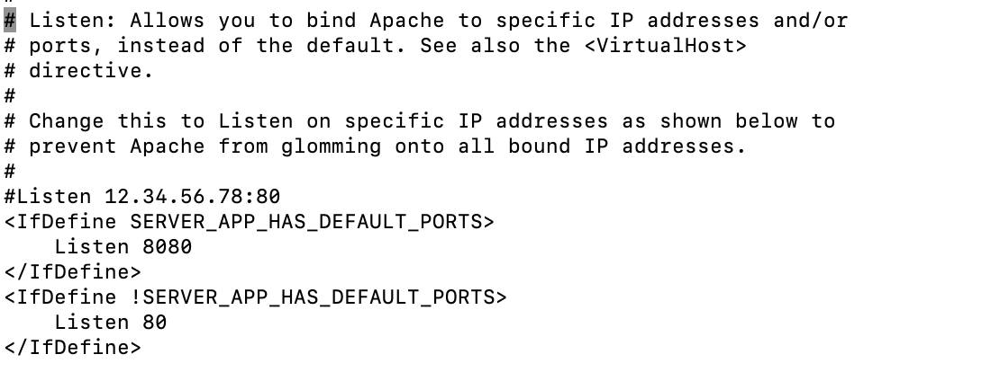 #
# Listen: Allows you to bind Apache to specific IP addresses and/or
# ports, instead of the default. See also the <VirtualHost>
# directive.
#
# Change this to Listen on specific IP addresses as shown below to
# prevent Apache from glomming onto all bound IP addresses.
#
#Listen 12.34.56.78:80
<IfDefine SERVER_APP_HAS_DEFAULT_PORTS>
    Listen 8080
</IfDefine>
<IfDefine !SERVER_APP_HAS_DEFAULT_PORTS>
    Listen 80
</IfDefine>